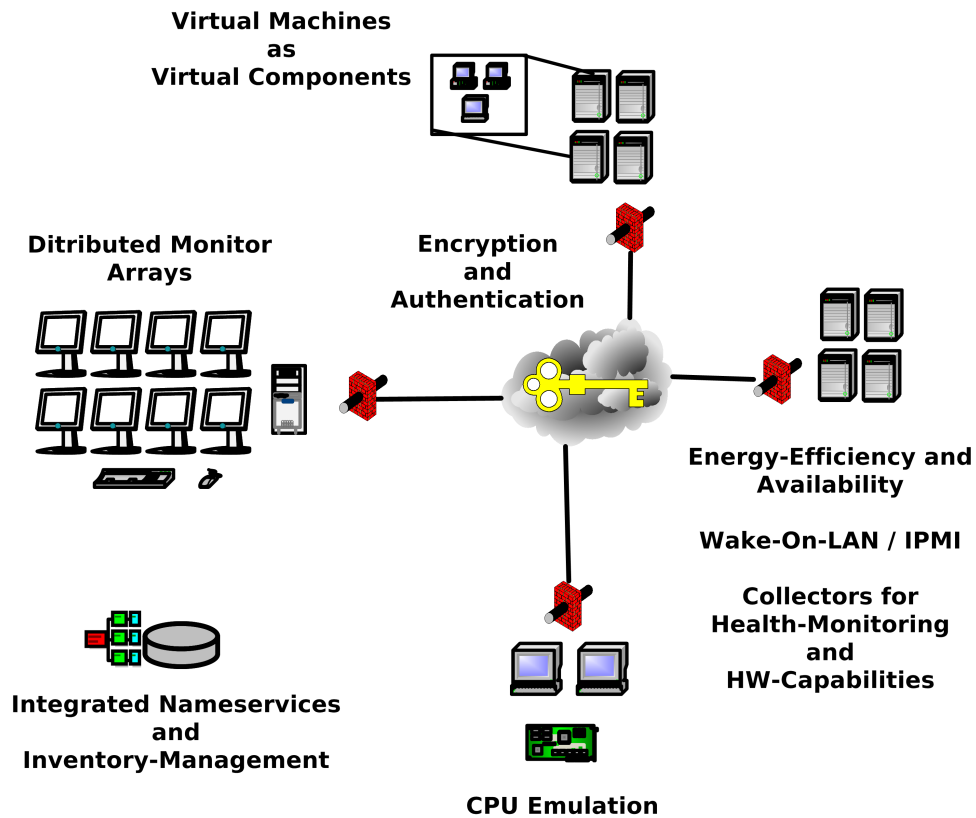 Virtual Machines
as
Virtual Components
Ditributed Monitor
Arrays
Encryption
and
Authentication
Energy-Efficiency and
Availability
Wake-On-LAN / IPMI
Collectors for
Health-Monitoring
and
HW-Capabilities
Integrated Nameservices
and
Inventory-Management
CPU Emulation